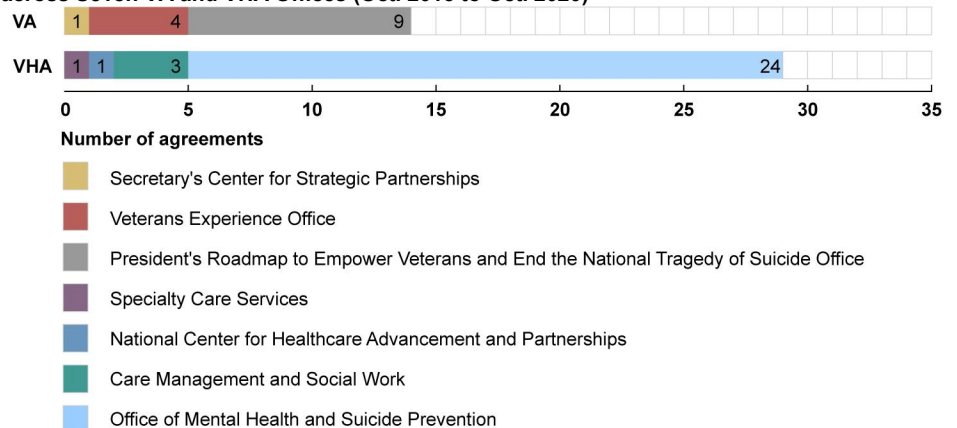 VA 1 4 9
VHA 1 1 3 24
0 5 10 15 20 25 30 35
Number of agreements
Secretary's Center for Strategic Partnerships
Veterans Experience Office
President's Roadmap to Empower Veterans and End the National Tragedy of Suicide Office
Specialty Care Services
National Center for Healthcare Advancement and Partnerships
Care Management and Social Work
Office of Mental Health and Suicide Prevention